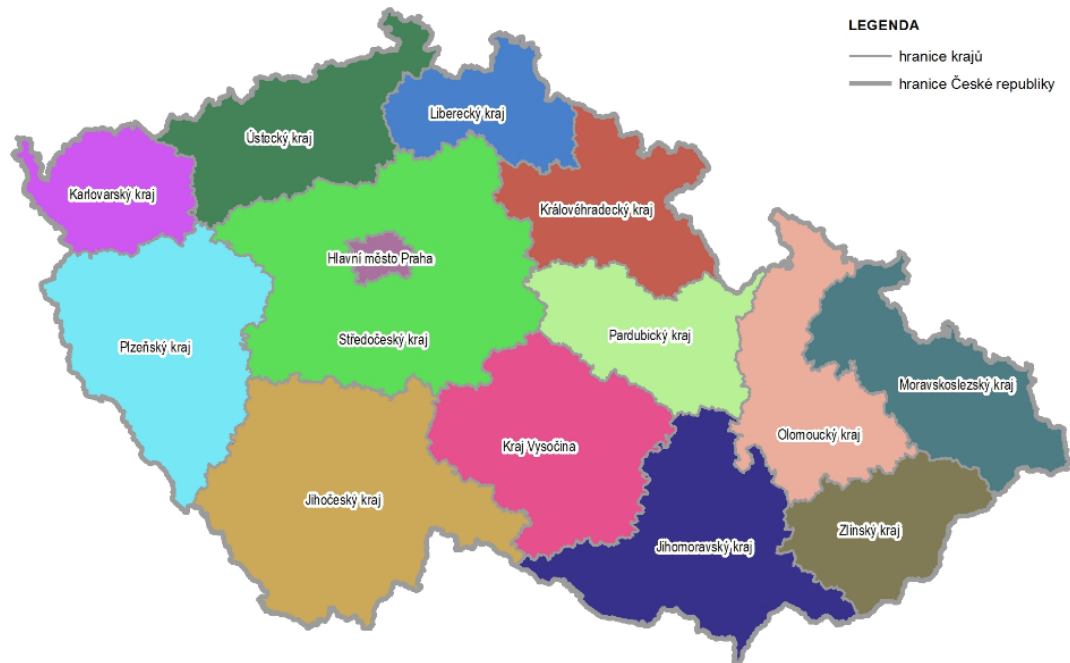 LEGENDA
hranice krajů
hranice České republiky
Liberecký kraj
Ústecký kraj
Karlovarský kraj
Královéhradecký kraj
Hlavní město Praha
Středočeský kraj
Pardubický kraj
Plzeňský kraj
Moravskoslezský kraj
Olomoucký kraj
Kraj Vysočina
Jihočeský kraj
Zlínský kraj
Jihomoravský kraj